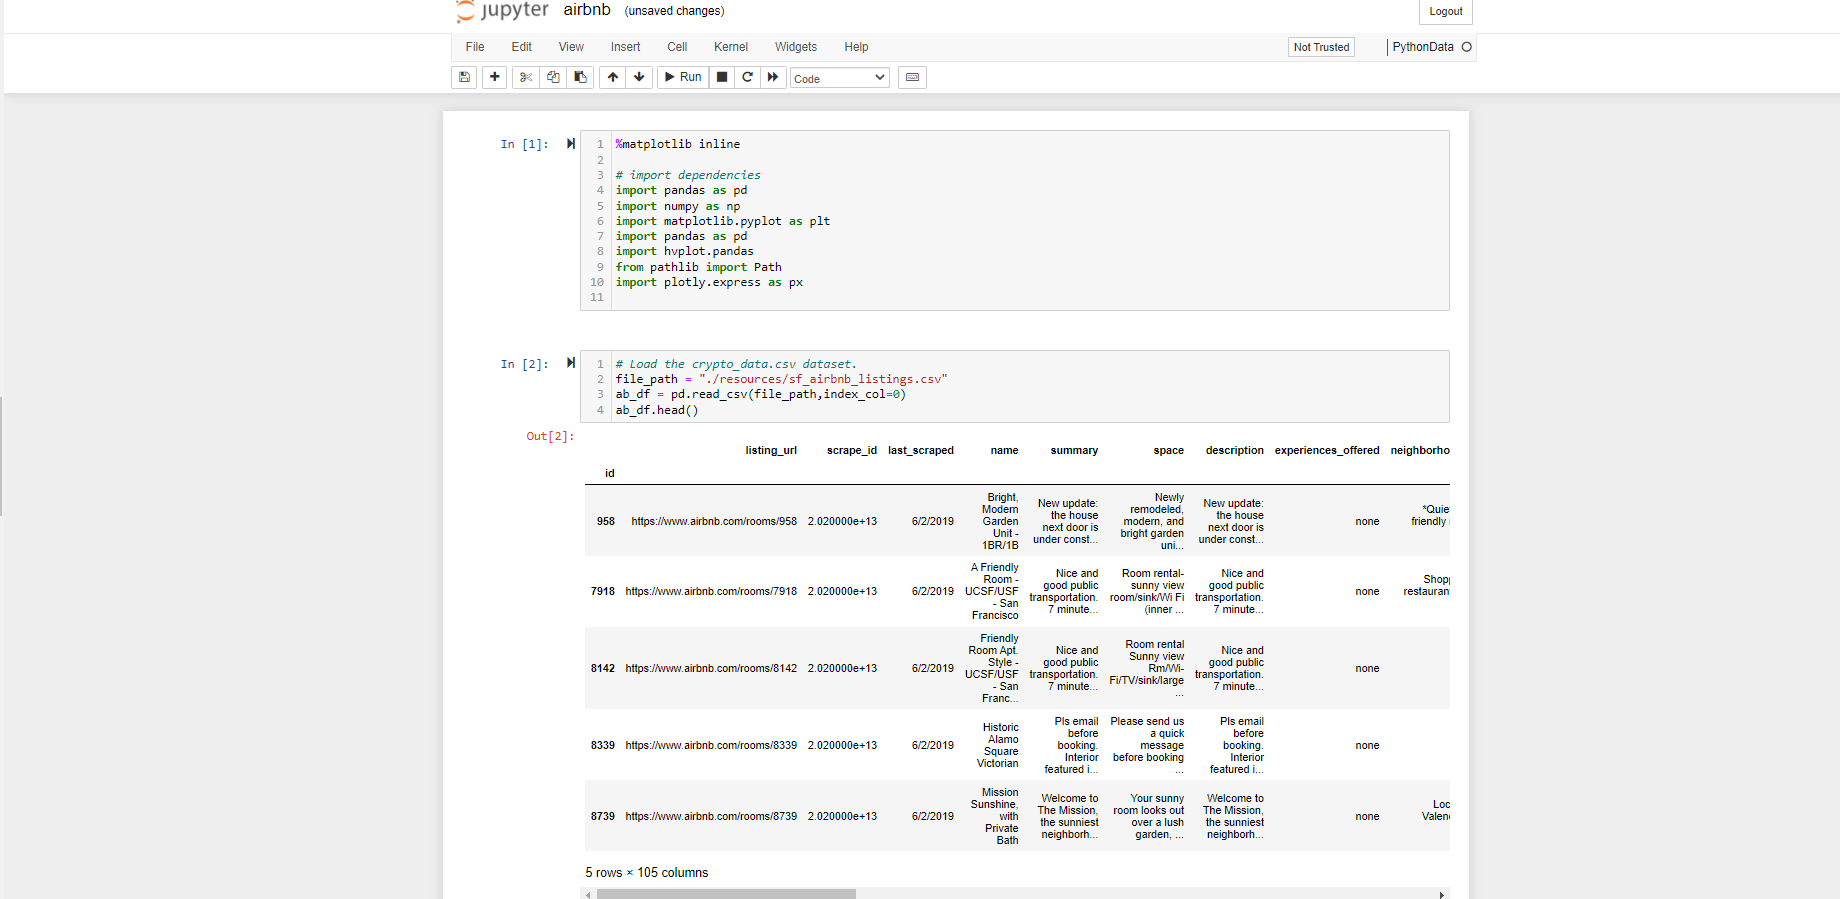 jupyter airbnb (unsaved changes) Logout
File Edit View Insert Cell Kernel Widgets Help Not Trusted PythonData
Run Code
In [1]:
1 %matplotlib inline
2
3 # import dependencies
4 import pandas as pd
5 import numpy as np
6 import matplotlib.pyplot as plt
7 import pandas as pd
8 import hvplot.pandas
9 from pathlib import Path
10 import plotly.express as px
11
In [2]:
1 # Load the crypto_data.csv dataset.
2 file_path = "./resources/sf_airbnb_listings.csv"
3 ab_df = pd.read_csv(file_path,index_col=0)
4 ab_df.head()
Out[2]:
listing_url scrape_id last_scraped name summary space description experiences_offered neighborho
id
958 https://www.airbnb.com/rooms/958 2.020000e+13 6/2/2019
Bright,
Modern
Garden
Unit -
1BR/1B
New update:
the house
next door is
under const...
Newly
remodeled,
modern, and
bright garden
uni...
New update:
the house
next door is
under const...
none
*Quie
friendly
7918 https://www.airbnb.com/rooms/7918 2.020000e+13 6/2/2019
A Friendly
Room -
UCSF/USF
- San
Francisco
Nice and
good public
transportation.
7 minute...
Room rental-
sunny view
room/sink/Wi Fi
(inner ...
Nice and
good public
transportation.
7 minute...
none
Shop
restauran
8142 https://www.airbnb.com/rooms/8142 2.020000e+13 6/2/2019
Friendly
Room Apt.
Style -
UCSF/USF
- San
Franc...
Nice and
good public
transportation.
7 minute...
Room rental
Sunny view
Rm/Wi-
Fi/TV/sink/large
...
Nice and
good public
transportation.
7 minute...
none
8339 https://www.airbnb.com/rooms/8339 2.020000e+13 6/2/2019
Historic
Alamo
Square
Victorian
Pls email
before
booking.
Interior
featured i...
Please send us
a quick
message
before booking
...
Pls email
before
booking.
Interior
featured i...
none
8739 https://www.airbnb.com/rooms/8739 2.020000e+13 6/2/2019
Mission
Sunshine,
with
Private
Bath
Welcome to
The Mission,
the sunniest
neighborh...
Your sunny
room looks out
over a lush
garden, ...
Welcome to
The Mission,
the sunniest
neighborh...
none
Loc
Valen
5 rows × 105 columns